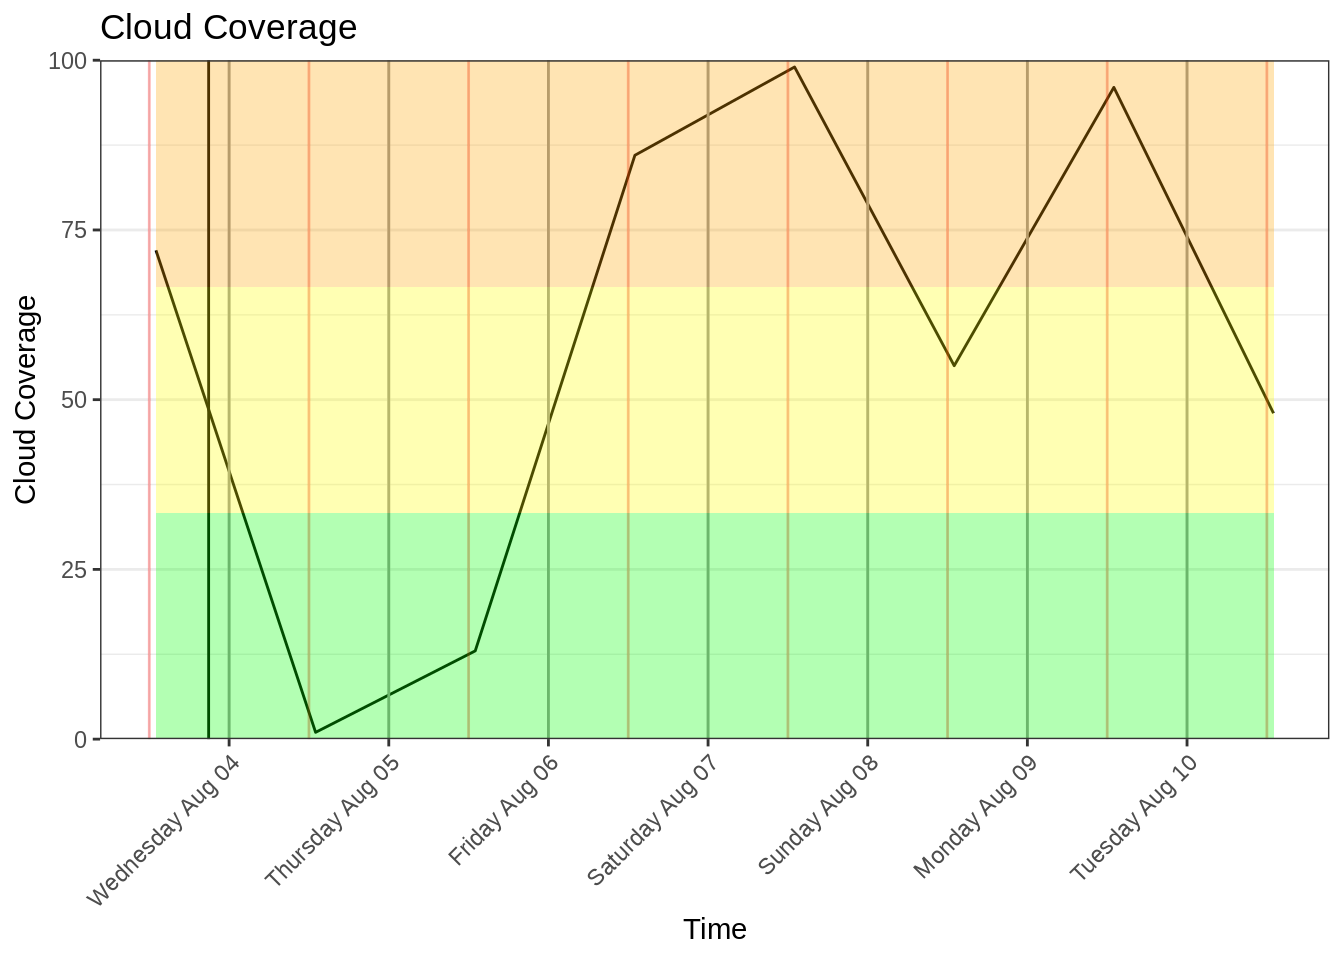 Cloud Coverage
100
75
50
25
0
Cloud Coverage
Wednesday Aug 04
Thursday Aug 05
Friday Aug 06
Saturday Aug 07
Sunday Aug 08
Monday Aug 09
Tuesday Aug 10
Time